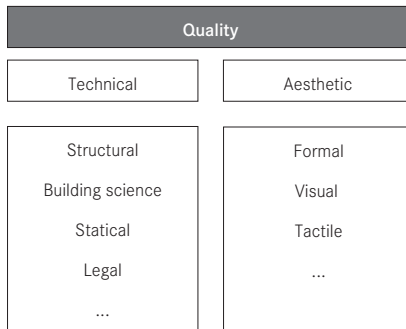 Quality
Technical
Aesthetic
Structural
Building science
Statical
Legal
...
Formal
Visual
Tactile
...